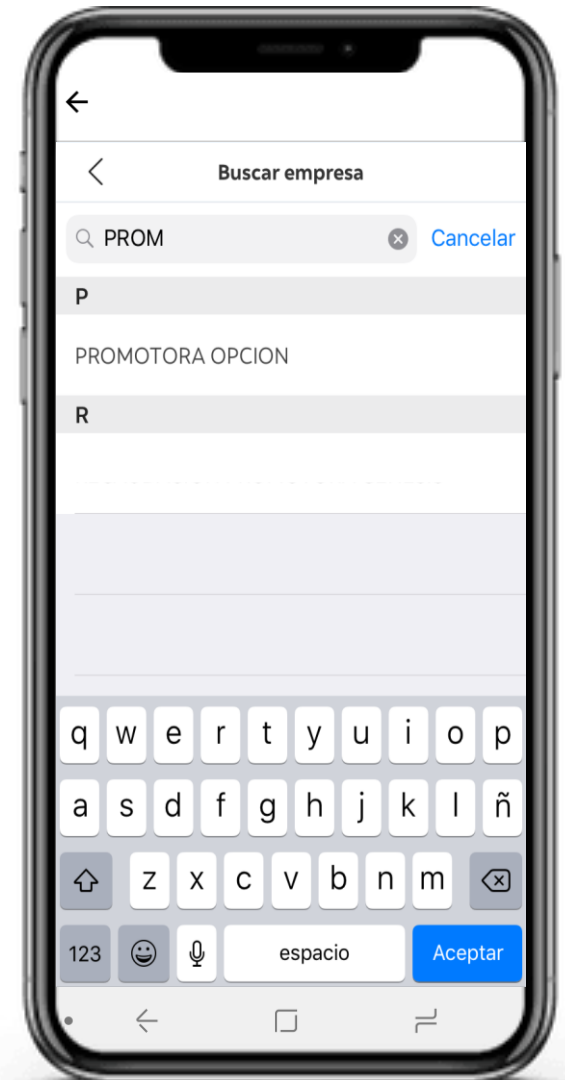 Buscar empresa
PROM Cancelar
P
PROMOTORA OPCION
R
q w e r t y u i o p
a s d f g h j k l ñ
z x c v b n m
123 espacio Aceptar